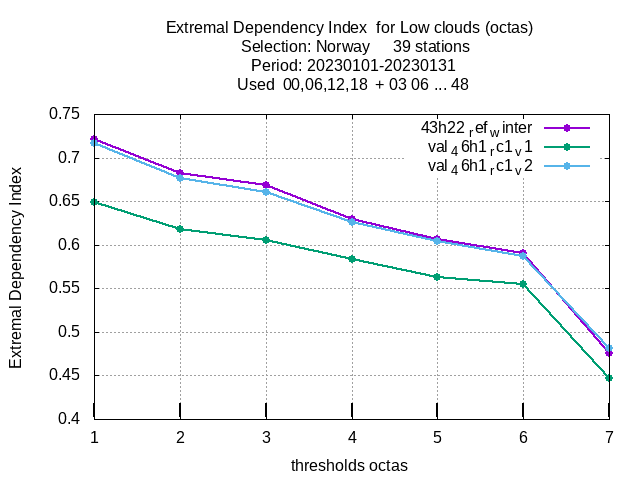 Extremal Dependency Index  for Low clouds (octas)
Selection: Norway     39 stations
Period: 20230101-20230131
Used  00,06,12,18  + 03 06 ... 48
43h22 ref winter
val 46h1 rc1 v1
val 46h1 rc1 v2
0.75
0.7
0.65
0.6
0.55
0.5
0.45
0.4
Extremal Dependency Index
1 2 3 4 5 6 7
thresholds octas